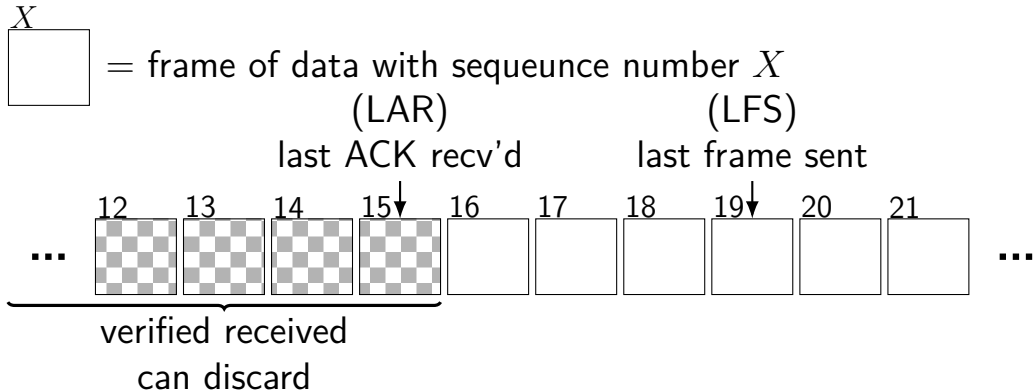 X
= frame of data with sequeunce number X
(LAR) (LFS)
last ACK recv'd last frame sent
12 13 14 15 16 17 18 19 20 21
... ...
verified received
can discard